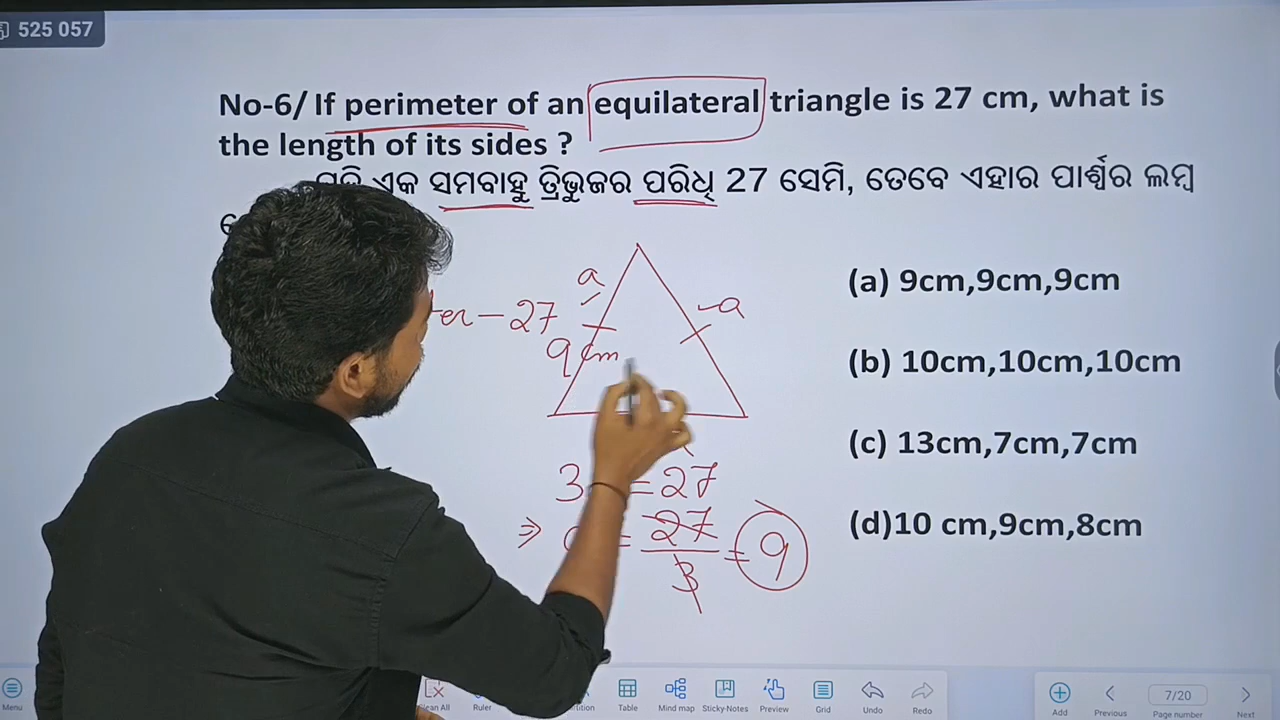 525 057
No-6/ If perimeter of an equilateral triangle is 27 cm, what is
the length of its sides ?
ଏକ ସମବାହୁ ତ୍ରିଭୁଜର ପରିଧି 27 ସେମି, ତେବେ ଏହାର ପାର୍ଶ୍ୱର ଲମ୍ବ
a
a
27
9 cm
(a) 9cm,9cm,9cm
(b) 10cm,10cm,10cm
(c) 13cm,7cm,7cm
(d)10 cm,9cm,8cm
3 = 27
⇒ = 27/3 = 9
Menu
Ruler
Table
Mind map
Sticky-Notes
Preview
Grid
Undo
Redo
Add
Previous
7/20
Page number
Next